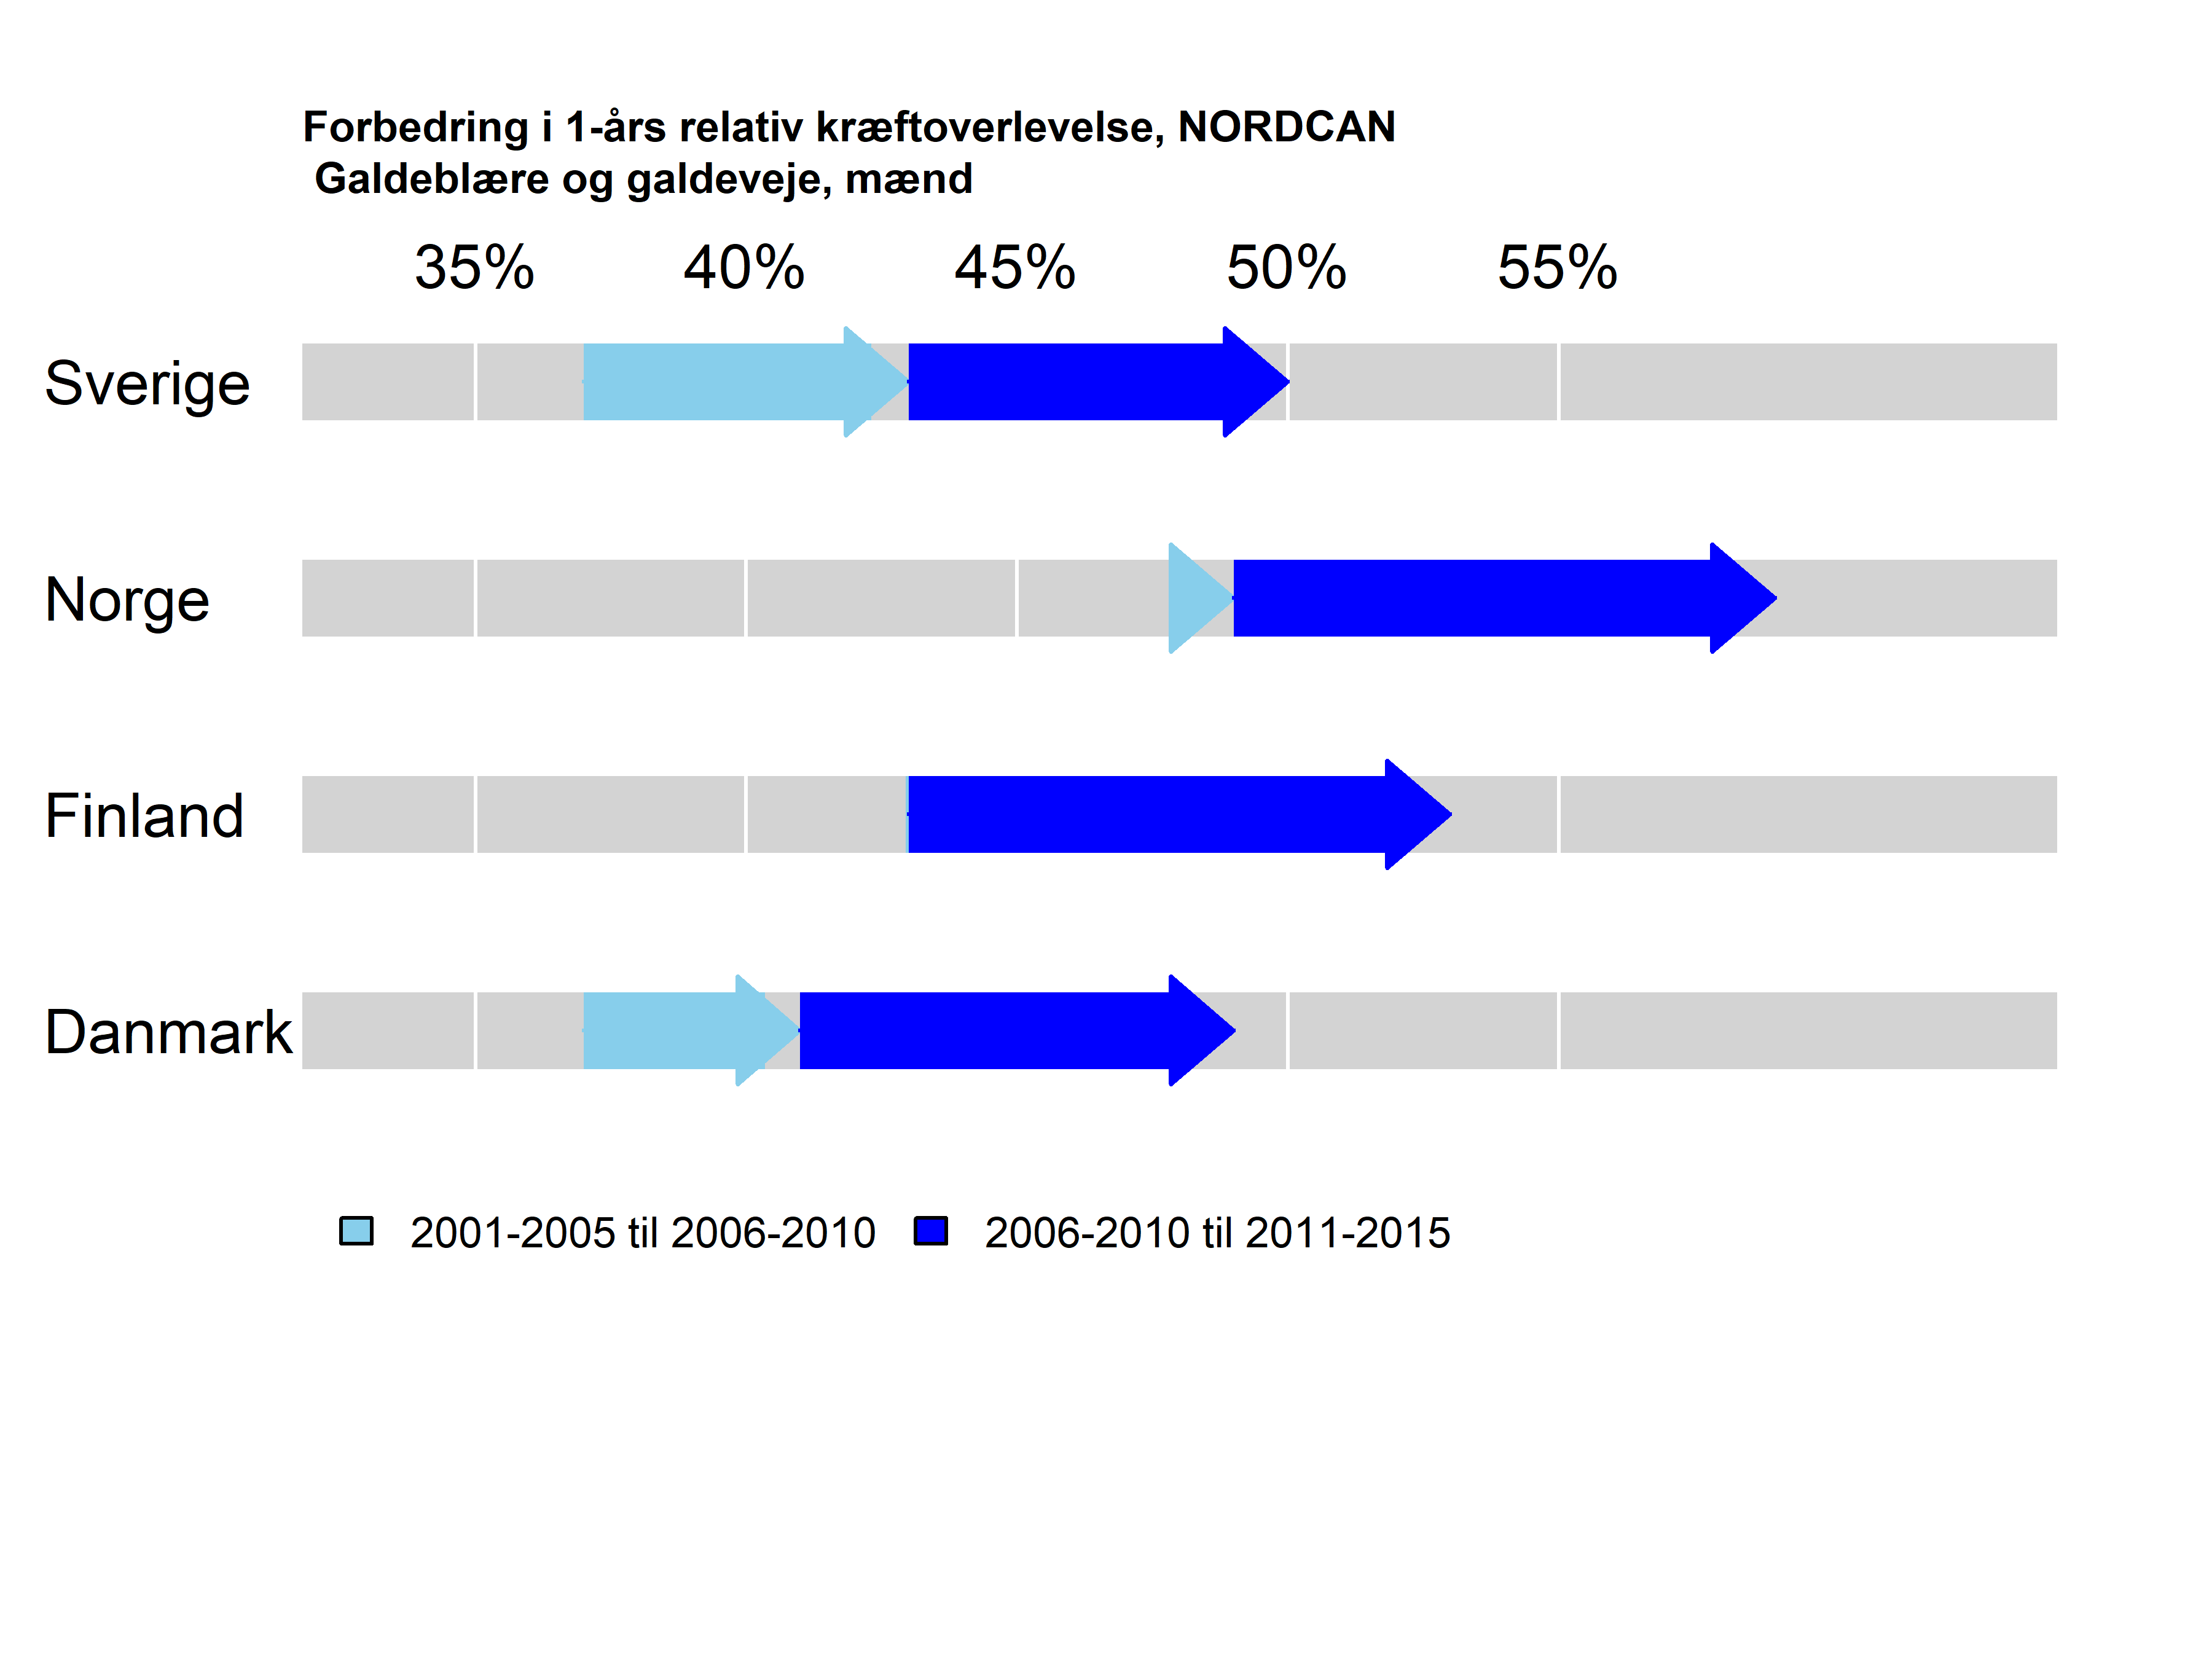 Forbedring i 1-års relativ kræftoverlevelse, NORDCAN
Galdeblære og galdeveje, mænd
35% 40% 45% 50% 55%
Sverige
Norge
Finland
Danmark
2001-2005 til 2006-2010 2006-2010 til 2011-2015